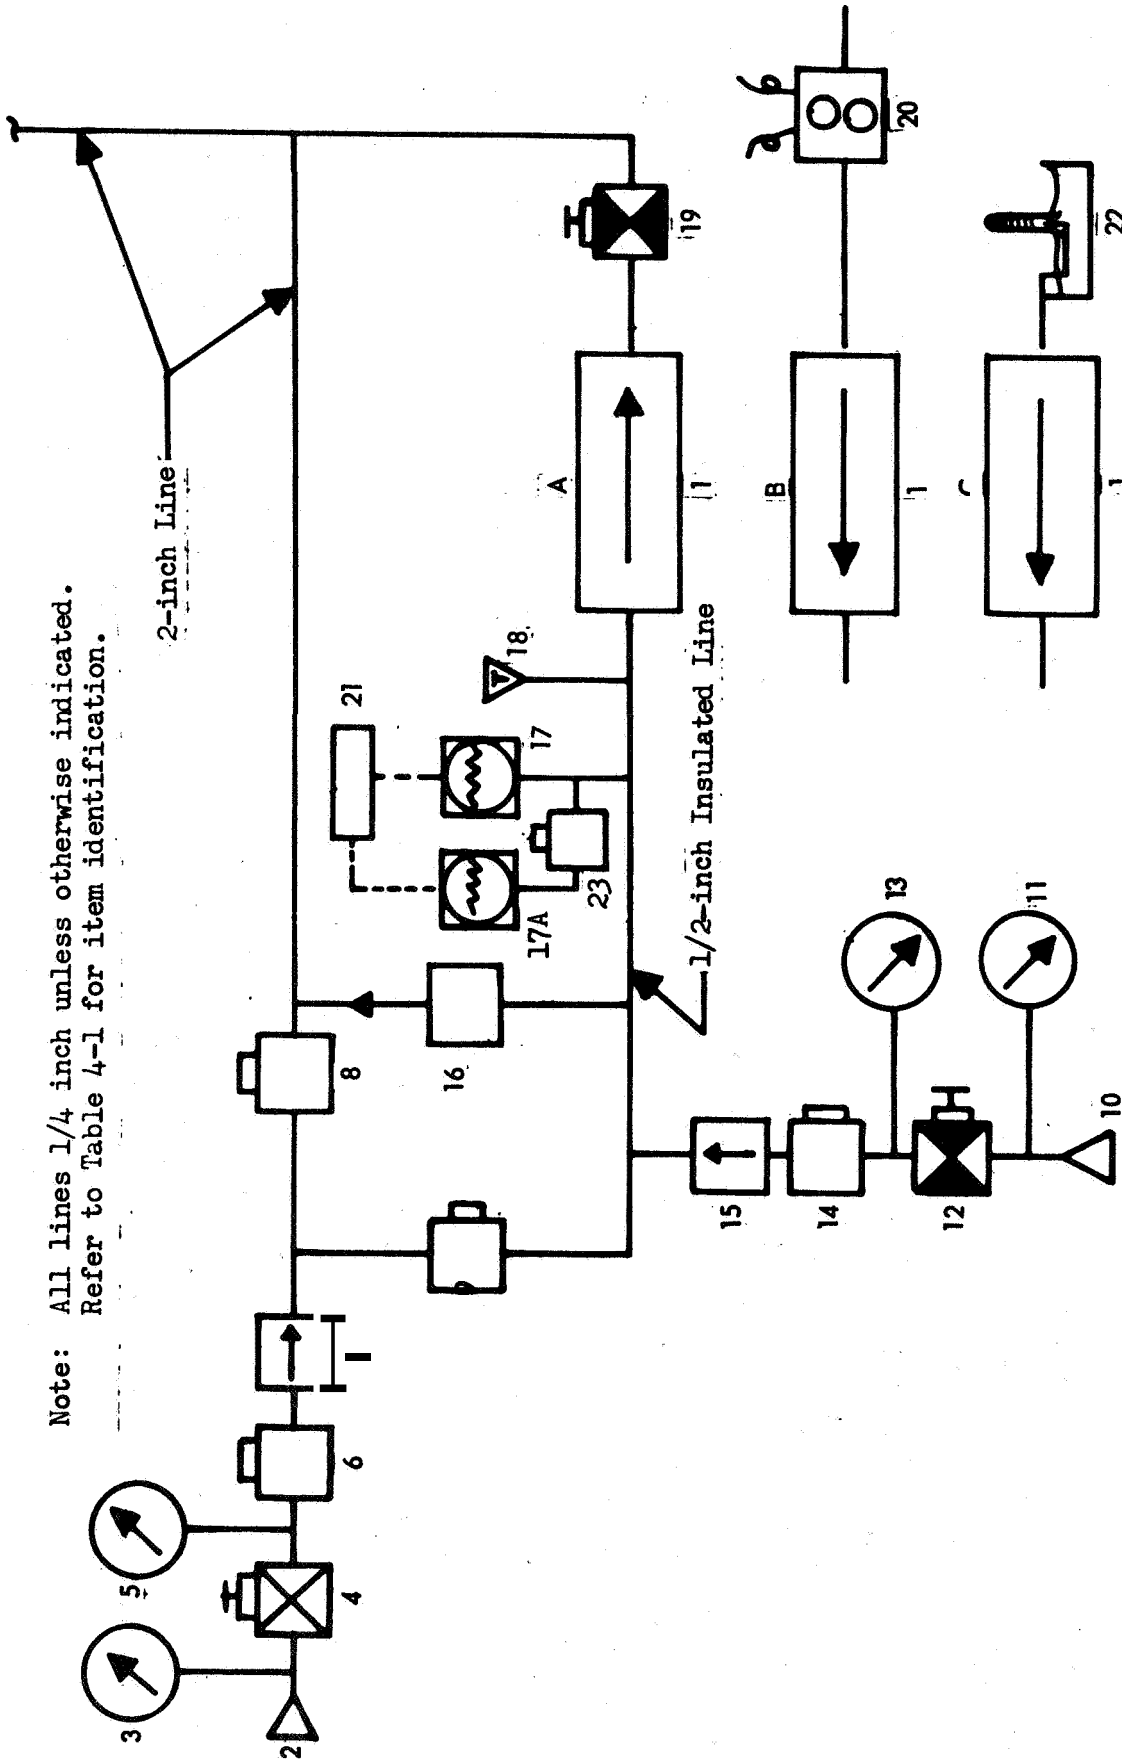 Note: All lines 1/4 inch unless otherwise indicated.
Refer to Table 4-1 for item identification.
2-inch Line
3
5
2
4
6
8
16
21
17A
17
23
18
1/2-inch Insulated Line
A
1
19
15
14
12
10
13
11
B
1
20
1
22
T